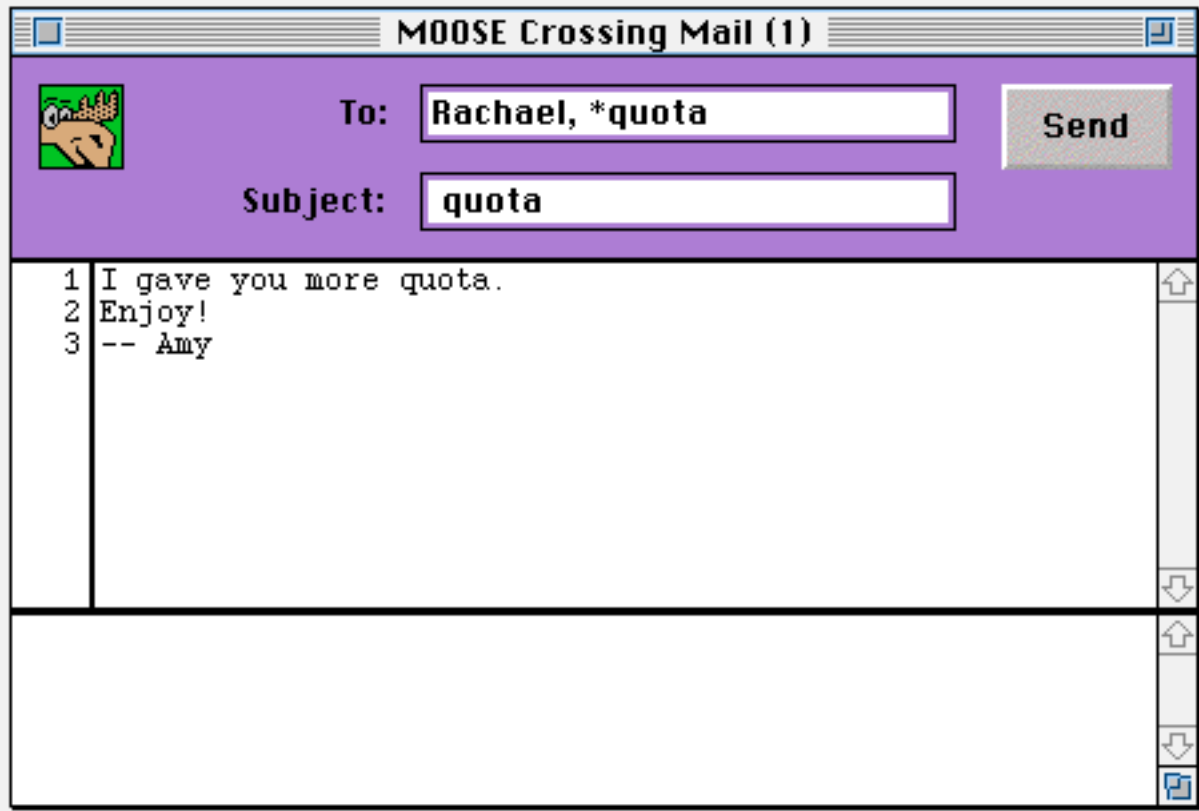 MOOSE Crossing Mail (1)
To: Rachael, *quota
Send
Subject: quota
1 I gave you more quota.
2 Enjoy!
3 -- Amy